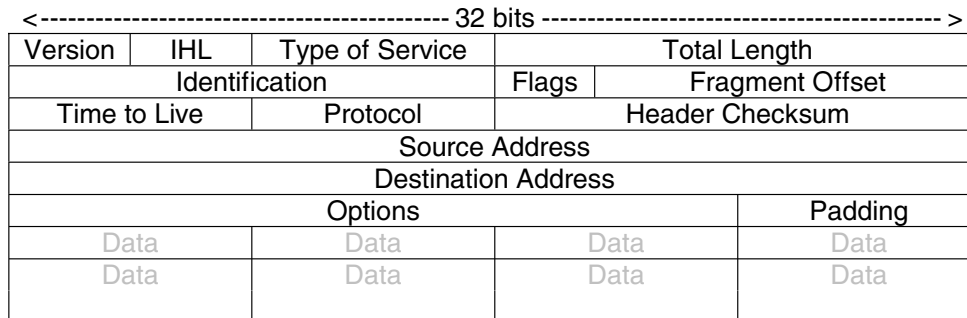 <------------------------------------------- 32 bits ------------------------------------------>
Version IHL Type of Service Total Length
Identification Flags Fragment Offset
Time to Live Protocol Header Checksum
Source Address
Destination Address
Options Padding
Data Data Data Data
Data Data Data Data